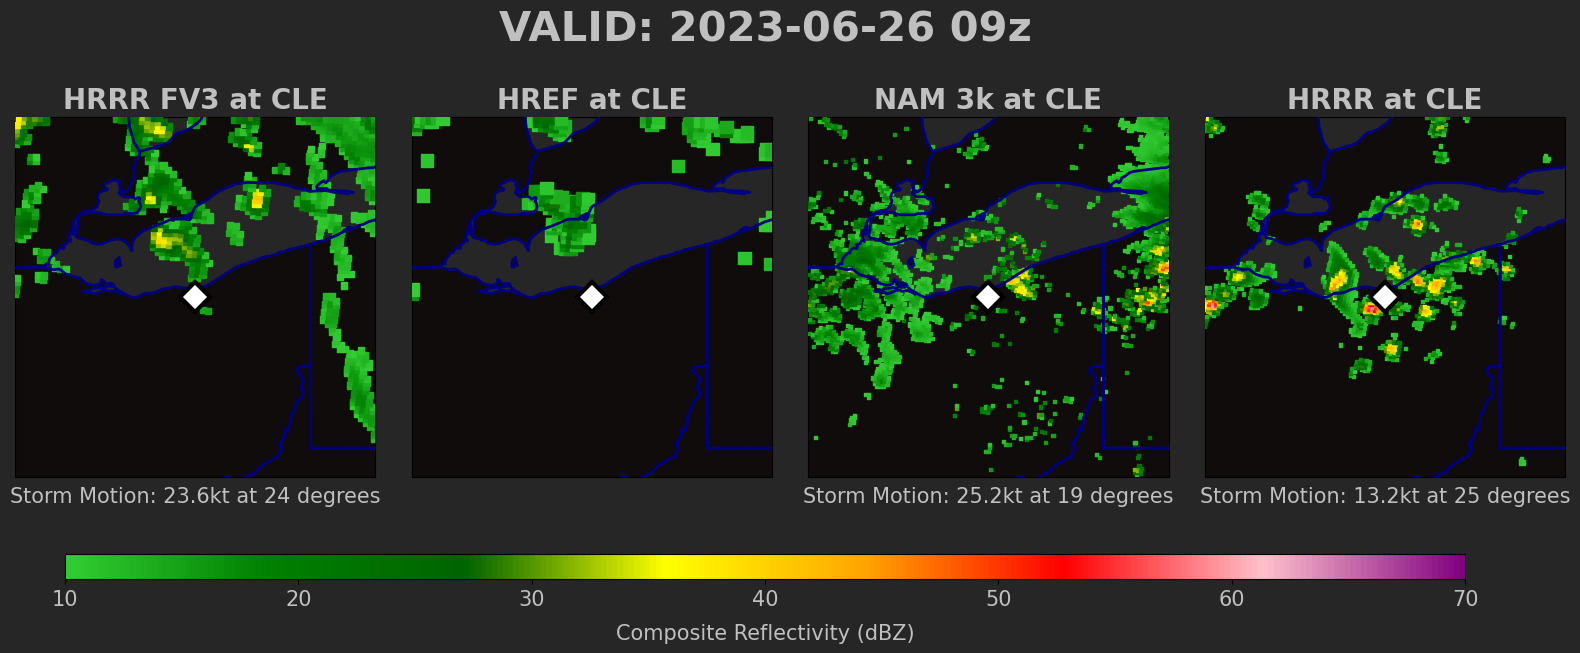 VALID: 2023-06-26 09z
HRRR FV3 at CLE
HREF at CLE
NAM 3k at CLE
HRRR at CLE
Storm Motion: 23.6kt at 24 degrees
Storm Motion: 25.2kt at 19 degrees
Storm Motion: 13.2kt at 25 degrees
10 20 30 40 50 60 70
Composite Reflectivity (dBZ)